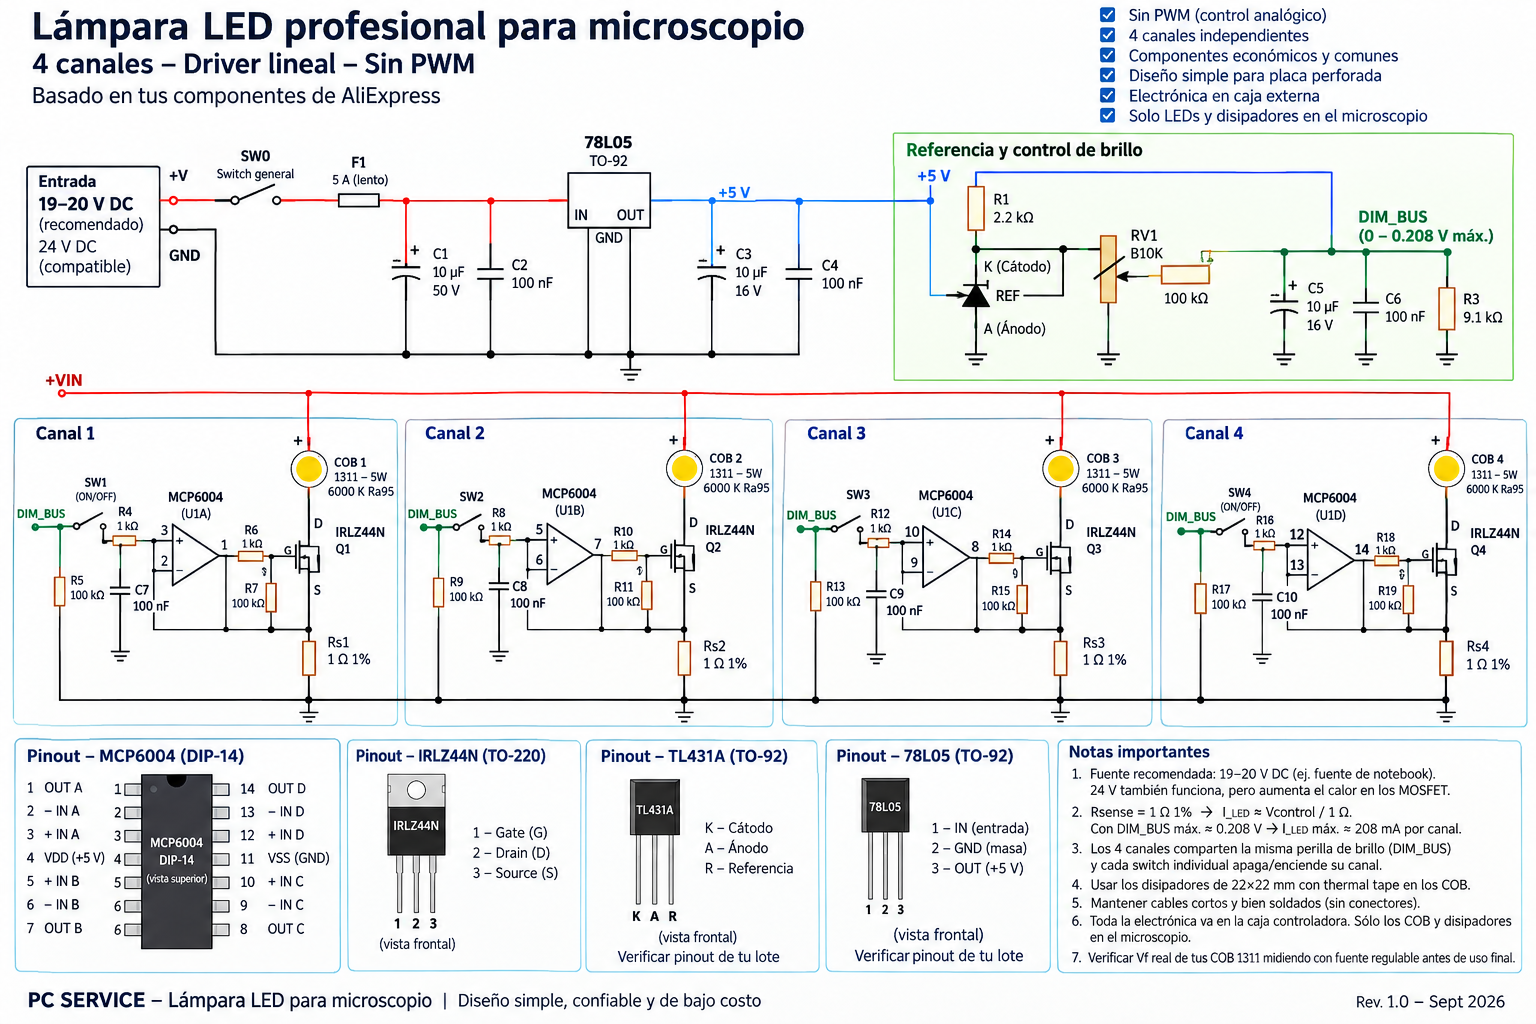 Lámpara LED profesional para microscopio
4 canales – Driver lineal – Sin PWM
Basado en tus componentes de AliExpress
Sin PWM (control analógico)
4 canales independientes
Componentes económicos y comunes
Diseño simple para placa perforada
Electrónica en caja externa
Solo LEDs y disipadores en el microscopio
Entrada
19–20 V DC
(recomendado)
24 V DC
(compatible)
+V
GND
SW0
Switch general
F1
5 A (lento)
78L05
TO-92
IN
OUT
GND
C1
10 µF
50 V
+
C2
100 nF
+5 V
C3
10 µF
16 V
+
C4
100 nF
Referencia y control de brillo
+5 V
R1
2.2 kΩ
K (Cátodo)
REF
A (Ánodo)
RV1
B10K
100 kΩ
DIM_BUS
(0 – 0.208 V máx.)
C5
10 µF
16 V
+
C6
100 nF
R3
9.1 kΩ
+VIN
Canal 1
SW1
(ON/OFF)
DIM_BUS
R4
1 kΩ
R5
100 kΩ
C7
100 nF
MCP6004
(U1A)
3
2
1
+
−
R6
1 kΩ
R7
100 kΩ
G
D
S
+
COB 1
1311 – 5W
6000 K Ra95
IRLZ44N
Q1
Rs1
1 Ω 1%
Canal 2
SW2
DIM_BUS
R8
1 kΩ
R9
100 kΩ
C8
100 nF
MCP6004
(U1B)
5
6
7
+
−
R10
1 kΩ
R11
100 kΩ
G
D
S
+
COB 2
1311 – 5W
6000 K Ra95
IRLZ44N
Q2
Rs2
1 Ω 1%
Canal 3
SW3
DIM_BUS
R12
1 kΩ
R13
100 kΩ
C9
100 nF
MCP6004
(U1C)
10
9
8
+
−
R14
1 kΩ
R15
100 kΩ
G
D
S
+
COB 3
1311 – 5W
6000 K Ra95
IRLZ44N
Q3
Rs3
1 Ω 1%
Canal 4
SW4
(ON/OFF)
DIM_BUS
R16
1 kΩ
R17
100 kΩ
C10
100 nF
MCP6004
(U1D)
12
13
14
+
−
R18
1 kΩ
R19
100 kΩ
G
D
S
+
COB 4
1311 – 5W
6000 K Ra95
IRLZ44N
Q4
Rs4
1 Ω 1%
Pinout – MCP6004 (DIP-14)
1 OUT A 1 14 OUT D
2 – IN A 2 13 – IN D
3 + IN A 3 12 + IN D
4 VDD (+5 V) 4 11 VSS (GND)
5 + IN B 5 10 + IN C
6 – IN B 6 9 – IN C
7 OUT B 6 8 OUT C
MCP6004
DIP-14
(vista superior)
Pinout – IRLZ44N (TO-220)
IRLZ44N
1 – Gate (G)
2 – Drain (D)
3 – Source (S)
1 2 3
(vista frontal)
Pinout – TL431A (TO-92)
TL431A
K – Cátodo
A – Ánodo
R – Referencia
K A R
(vista frontal)
Verificar pinout de tu lote
Pinout – 78L05 (TO-92)
78L05
1 – IN (entrada)
2 – GND (masa)
3 – OUT (+5 V)
1 2 3
(vista frontal)
Verificar pinout de tu lote
Notas importantes
1. Fuente recomendada: 19–20 V DC (ej. fuente de notebook).
24 V también funciona, pero aumenta el calor en los MOSFET.
2. Rsense = 1 Ω 1% → I_LED ≈ Vcontrol / 1 Ω.
Con DIM_BUS máx. ≈ 0.208 V → I_LED máx. ≈ 208 mA por canal.
3. Los 4 canales comparten la misma perilla de brillo (DIM_BUS)
y cada switch individual apaga/enciende su canal.
4. Usar los disipadores de 22×22 mm con thermal tape en los COB.
5. Mantener cables cortos y bien soldados (sin conectores).
6. Toda la electrónica va en la caja controladora. Sólo los COB y disipadores
en el microscopio.
7. Verificar Vf real de tus COB 1311 midiendo con fuente regulable antes de uso final.
PC SERVICE – Lámpara LED para microscopio | Diseño simple, confiable y de bajo costo
Rev. 1.0 – Sept 2026